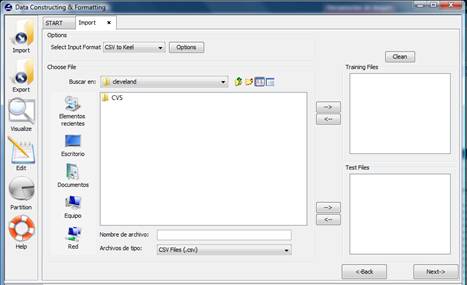 Data Constructing & Formatting
START
Import
Options
Select Input Format
CSV to Keel
Options
Clean
Choose File
Training Files
Buscar en:
cleveland
CVS
Elementos
recientes
Escritorio
Documentos
Equipo
Red
-->
<--
Test Files
-->
<--
Nombre de archivo:
Archivos de tipo:
CSV Files (.csv)
<-Back
Next->
Import
Export
Visualize
Edit
Partition
Help